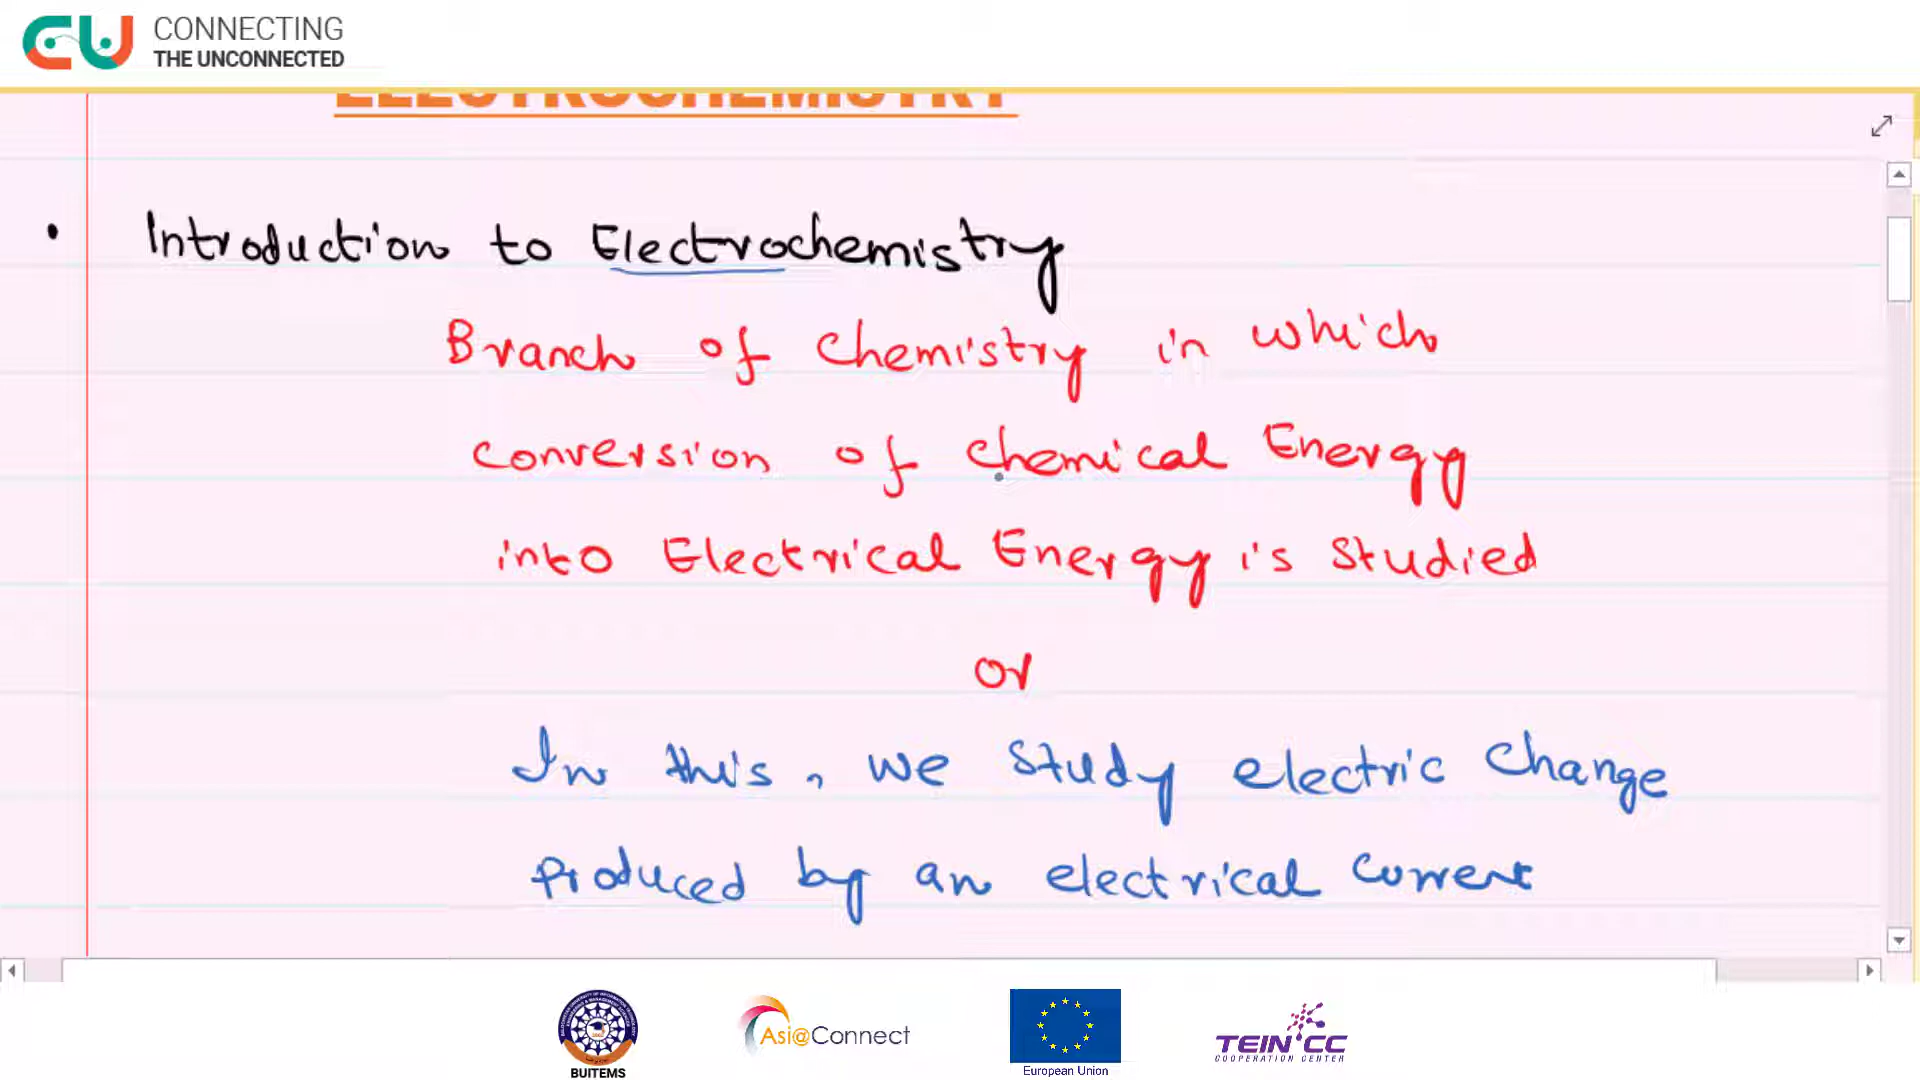 CONNECTING
THE UNCONNECTED
ELECTROCHEMISTRY
• Introduction to Electrochemistry
Branch of Chemistry in which
conversion of Chemical Energy
into Electrical Energy is studied
or
In this, we study electric Change
produced by an electrical current
BUITEMS
Asi@Connect
European Union
TEIN*CC
COOPERATION CENTER